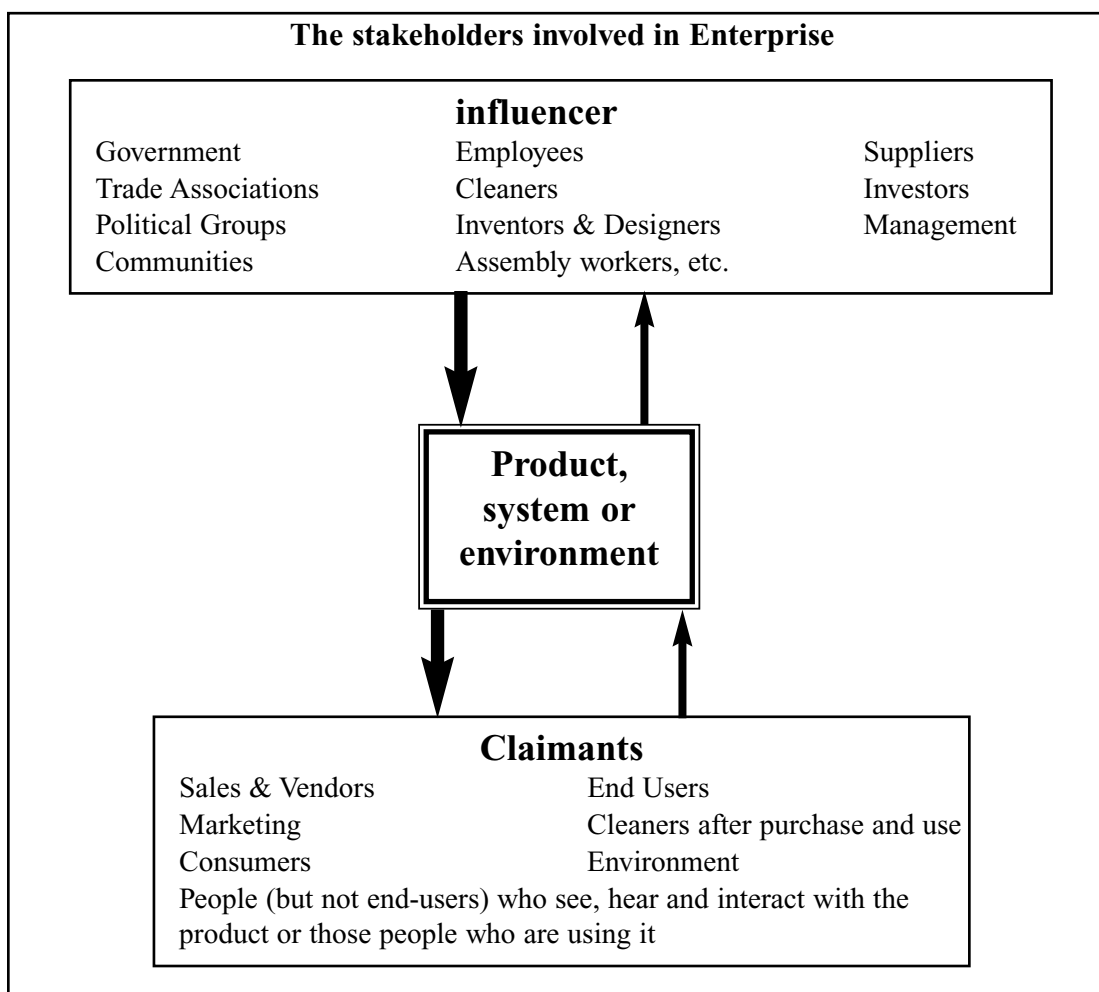 The stakeholders involved in Enterprise
influencer
Government Employees Suppliers
Trade Associations Cleaners Investors
Political Groups Inventors & Designers Management
Communities Assembly workers, etc.
Product,
system or
environment
Claimants
Sales & Vendors End Users
Marketing Cleaners after purchase and use
Consumers Environment
People (but not end-users) who see, hear and interact with the
product or those people who are using it